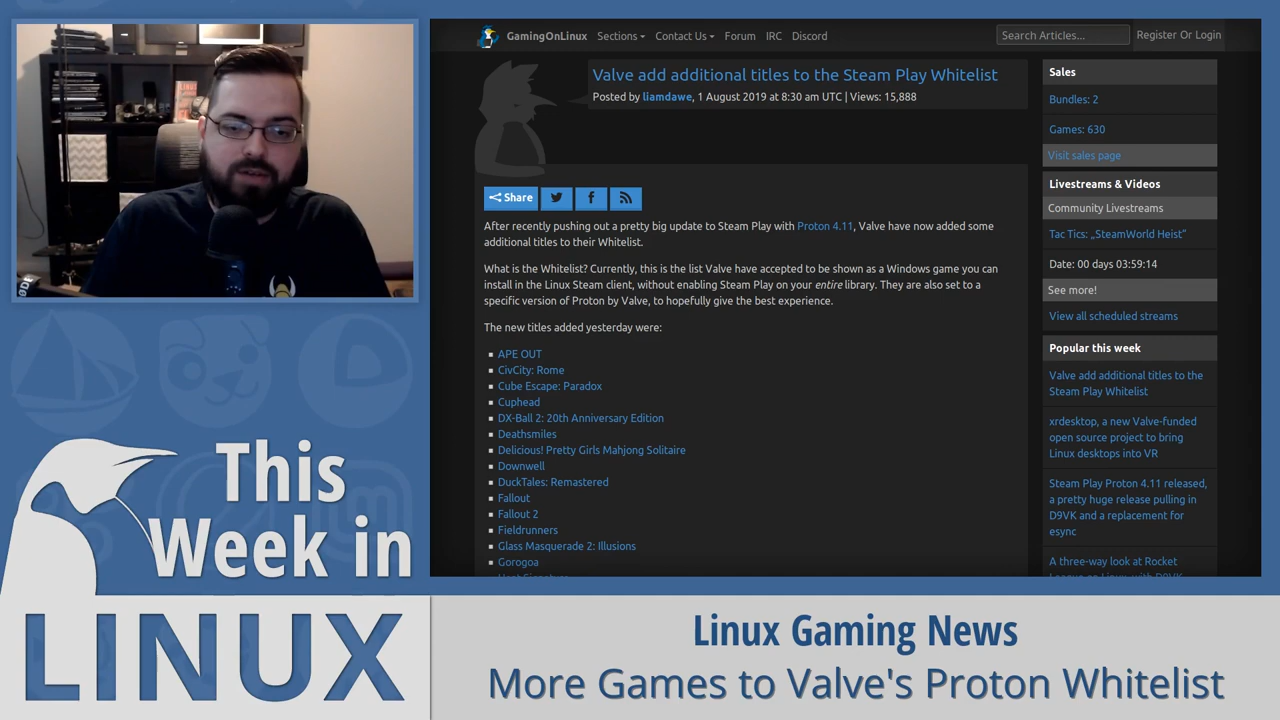 GamingOnLinux Sections Contact Us Forum IRC Discord Search Articles... Register Or Login
Valve add additional titles to the Steam Play Whitelist
Posted by liamdawe, 1 August 2019 at 8:30 am UTC | Views: 15,888
Share
After recently pushing out a pretty big update to Steam Play with Proton 4.11, Valve have now added some
additional titles to their Whitelist.
What is the Whitelist? Currently, this is the list Valve have accepted to be shown as a Windows game you can
install in the Linux Steam client, without enabling Steam Play on your entire library. They are also set to a
specific version of Proton by Valve, to hopefully give the best experience.
The new titles added yesterday were:
APE OUT
CivCity: Rome
Cube Escape: Paradox
Cuphead
DX-Ball 2: 20th Anniversary Edition
Deathsmiles
Delicious! Pretty Girls Mahjong Solitaire
Downwell
DuckTales: Remastered
Fallout
Fallout 2
Fieldrunners
Glass Masquerade 2: Illusions
Gorogoa
Sales
Bundles: 2
Games: 630
Visit sales page
Livestreams & Videos
Community Livestreams
Tac Tics: „SteamWorld Heist"
Date: 00 days 03:59:14
See more!
View all scheduled streams
Popular this week
Valve add additional titles to the
Steam Play Whitelist
xrdesktop, a new Valve-funded
open source project to bring
Linux desktops into VR
Steam Play Proton 4.11 released,
a pretty huge release pulling in
D9VK and a replacement for
esync
A three-way look at Rocket
League on Linux with D9VK
This
Week in
LINUX
Linux Gaming News
More Games to Valve's Proton Whitelist